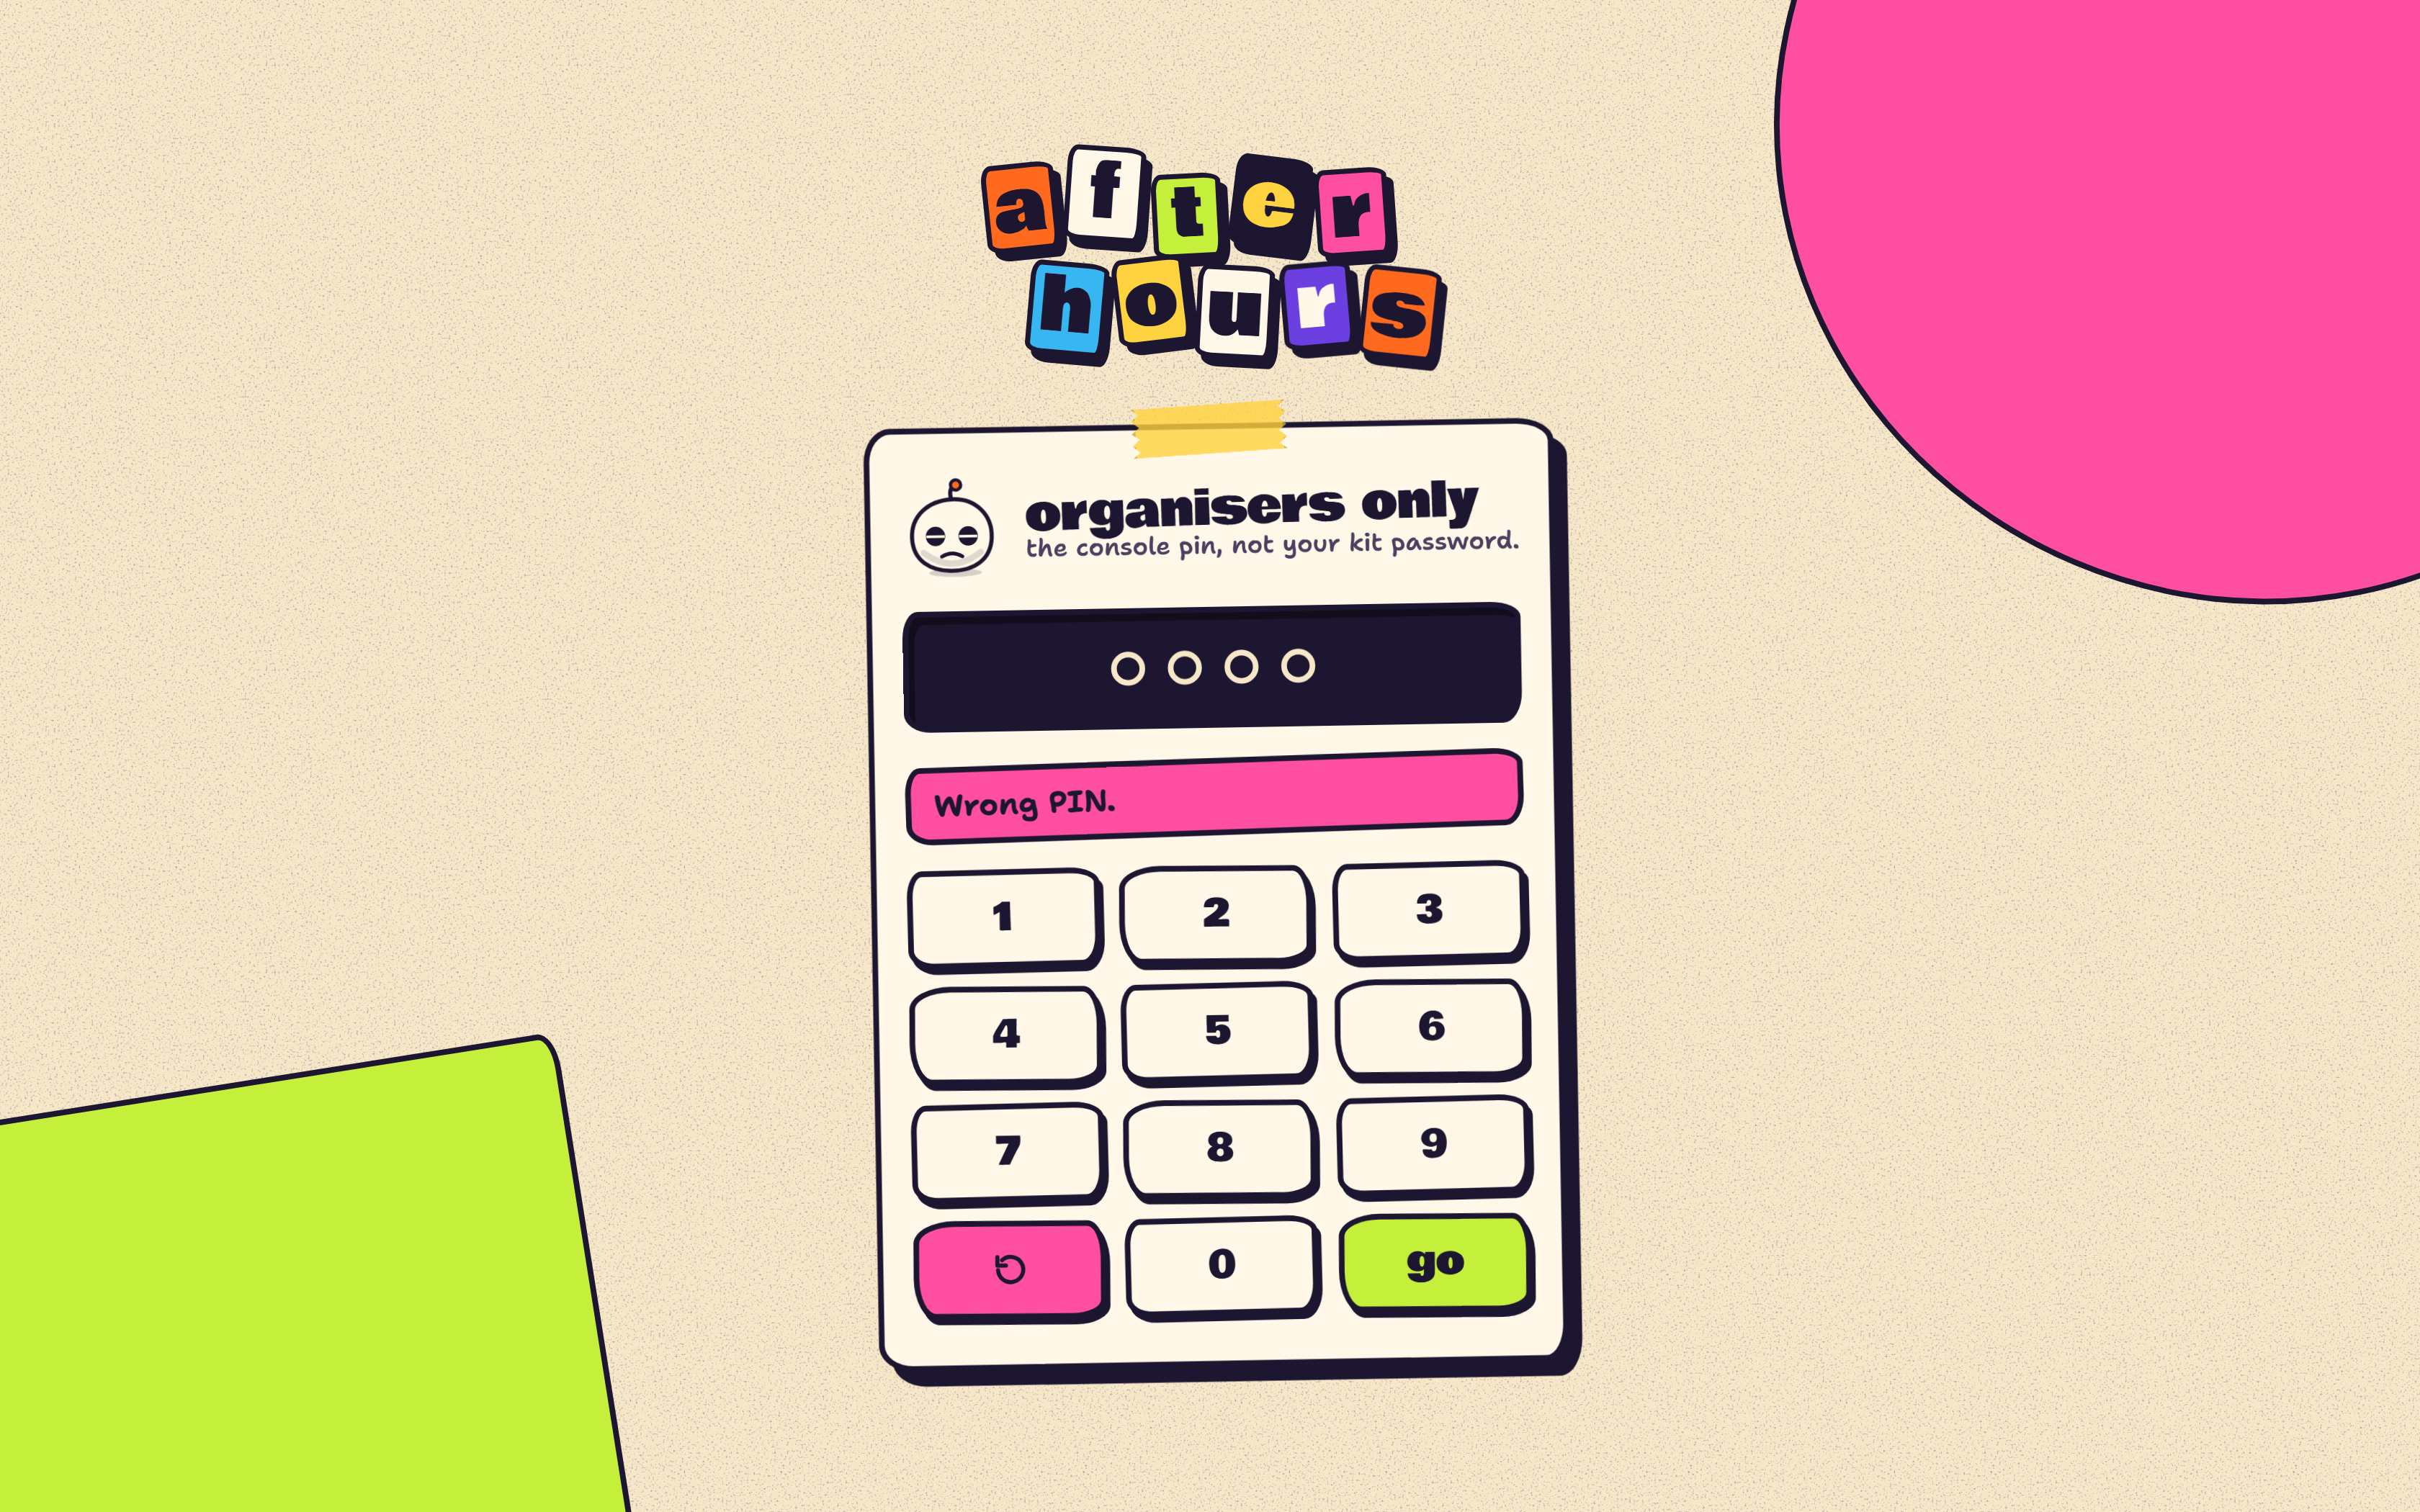 after
hours
organisers only
the console pin, not your kit password.
Wrong PIN.
1 2 3
4 5 6
7 8 9
0 go